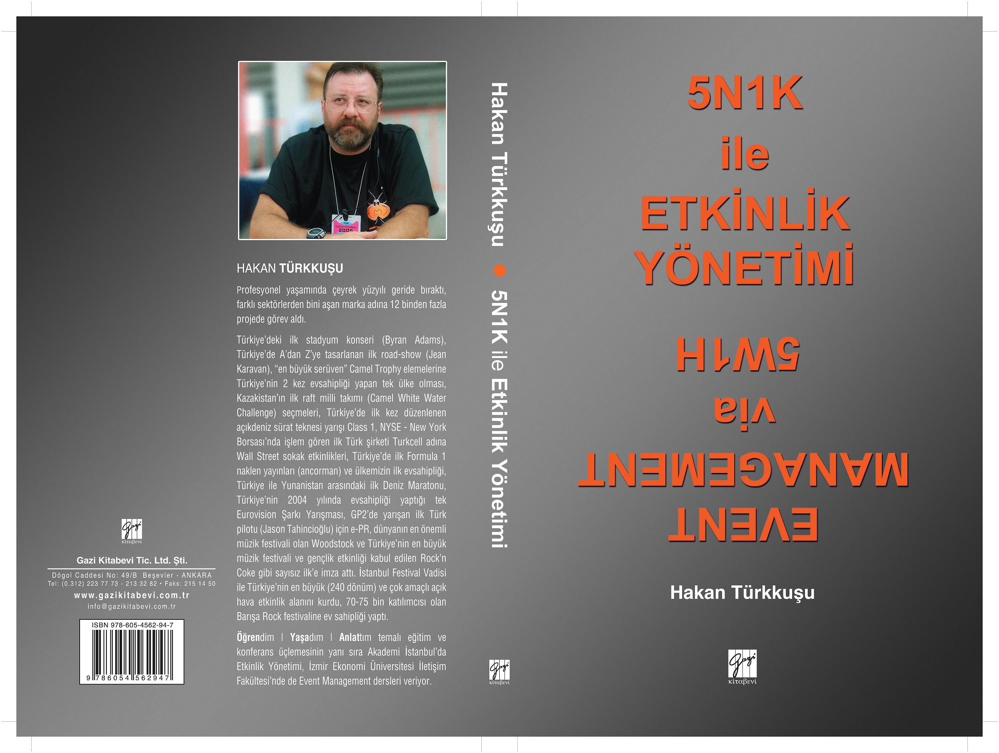 TUR
VENDOR PERSONNEL
2005
HAKAN TÜRKKUŞU
Profesyonel yaşamında çeyrek yüzyılı geride bıraktı,
farklı sektörlerden bini aşan marka adına 12 binden fazla
projede görev aldı.
Türkiye’deki ilk stadyum konseri (Byran Adams),
Türkiye’de A’dan Z’ye tasarlanan ilk road-show (Jean
Karavan), “en büyük serüven” Camel Trophy elemelerine
Türkiye’nin 2 kez evsahipliği yapan tek ülke olması,
Kazakistan’ın ilk raft milli takımı (Camel White Water
Challenge) seçmeleri, Türkiye’de ilk kez düzenlenen
açıkdeniz sürat teknesi yarışı Class 1, NYSE - New York
Borsası’nda işlem gören ilk Türk şirketi Turkcell adına
Wall Street sokak etkinlikleri, Türkiye’de ilk Formula 1
naklen yayınları (ancorman) ve ülkemizin ilk evsahipliği,
Türkiye ile Yunanistan arasındaki ilk Deniz Maratonu,
Türkiye’nin 2004 yılında evsahipliği yaptığı tek
Eurovision Şarkı Yarışması, GP2’de yarışan ilk Türk
pilotu (Jason Tahincioğlu) için e-PR, dünyanın en önemli
müzik festivali olan Woodstock ve Türkiye’nin en büyük
müzik festivali ve gençlik etkinliği kabul edilen Rock’n
Coke gibi sayısız ilk’e imza attı. İstanbul Festival Vadisi
ile Türkiye’nin en büyük (240 dönüm) ve çok amaçlı açık
hava etkinlik alanını kurdu, 70-75 bin katılımcısı olan
Barışa Rock festivaline ev sahipliği yaptı.
Öğrendim | Yaşadım | Anlattım temalı eğitim ve
konferans üçlemesinin yanı sıra Akademi İstanbul’da
Etkinlik Yönetimi, İzmir Ekonomi Üniversitesi İletişim
Fakültesi’nde de Event Management dersleri veriyor.
Gazi
kitabevi
Gazi Kitabevi Tic. Ltd. Şti.
Dögol Caddesi No: 49/B Beşevler - ANKARA
Tel: (0.312) 223 77 73 - 213 32 82 • Faks: 215 14 50
www.gazikitabevi.com.tr
info@gazikitabevi.com.tr
ISBN 978-605-4562-94-7
9 786054 562947
Hakan Türkkuşu • 5N1K ile Etkinlik Yönetimi
Gazi
kitabevi
5N1K
ile
ETKİNLİK
YÖNETİMİ
EVENT
MANAGEMENT
via
5W1H
Hakan Türkkuşu
Gazi
kitabevi